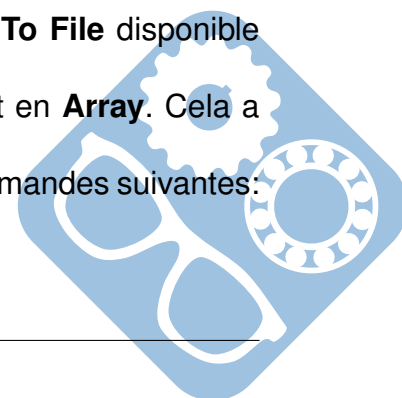 To File disponible
t en Array. Cela a
mandes suivantes: